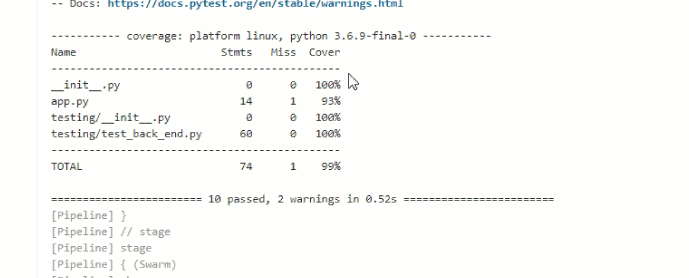 -- Docs: https://docs.pytest.org/en/stable/warnings.html
----------- coverage: platform linux, python 3.6.9-final-0 -----------
Name                         Stmts   Miss  Cover
------------------------------------------------
__init__.py                      0      0   100%
app.py                          14      1    93%
testing/__init__.py              0      0   100%
testing/test_back_end.py        60      0   100%
------------------------------------------------
TOTAL                           74      1    99%
======================= 10 passed, 2 warnings in 0.52s =======================
[Pipeline] }
[Pipeline] // stage
[Pipeline] stage
[Pipeline] { (Swarm)